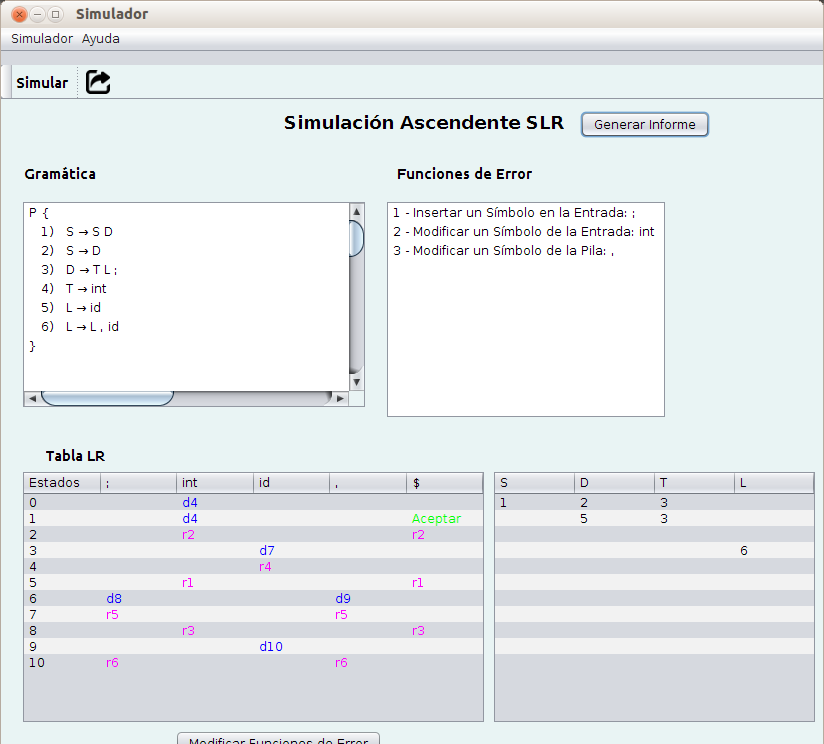 Simulador
Simulador Ayuda
Simular
Simulación Ascendente SLR Generar Informe
Gramática Funciones de Error
P {
1) S → S D
2) S → D
3) D → T L ;
4) T → int
5) L → id
6) L → L , id
}
1 - Insertar un Símbolo en la Entrada: ;
2 - Modificar un Símbolo de la Entrada: int
3 - Modificar un Símbolo de la Pila: ,
Tabla LR
Estados ; int id , $
0 d4
1 d4 Aceptar
2 r2 r2
3 d7
4 r4
5 r1 r1
6 d8 d9
7 r5 r5
8 r3 r3
9 d10
10 r6 r6
S D T L
1 2 3
5 3
6
Modificar Funciones de Error